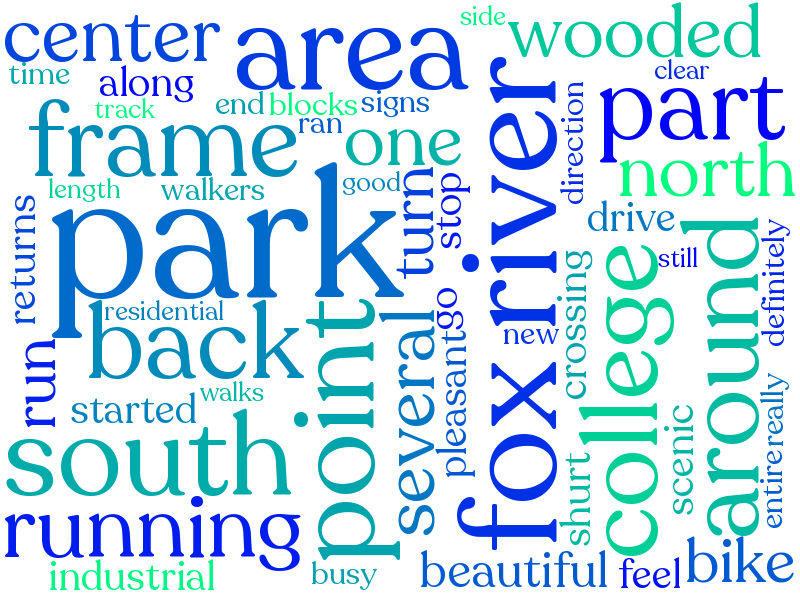 side
center
area
wooded
time
along
clear
track
end
blocks
signs
ran
frame
one
part
direction
north
length
walkers
good
turn
stop
fox river
park
returns
drive
around
definitely
residential
back
go
still
college
crossing
new
point
several
pleasant
run
walks
started
south
scenic
really
entire
shurt
running
industrial
busy
beautiful
feel
bike